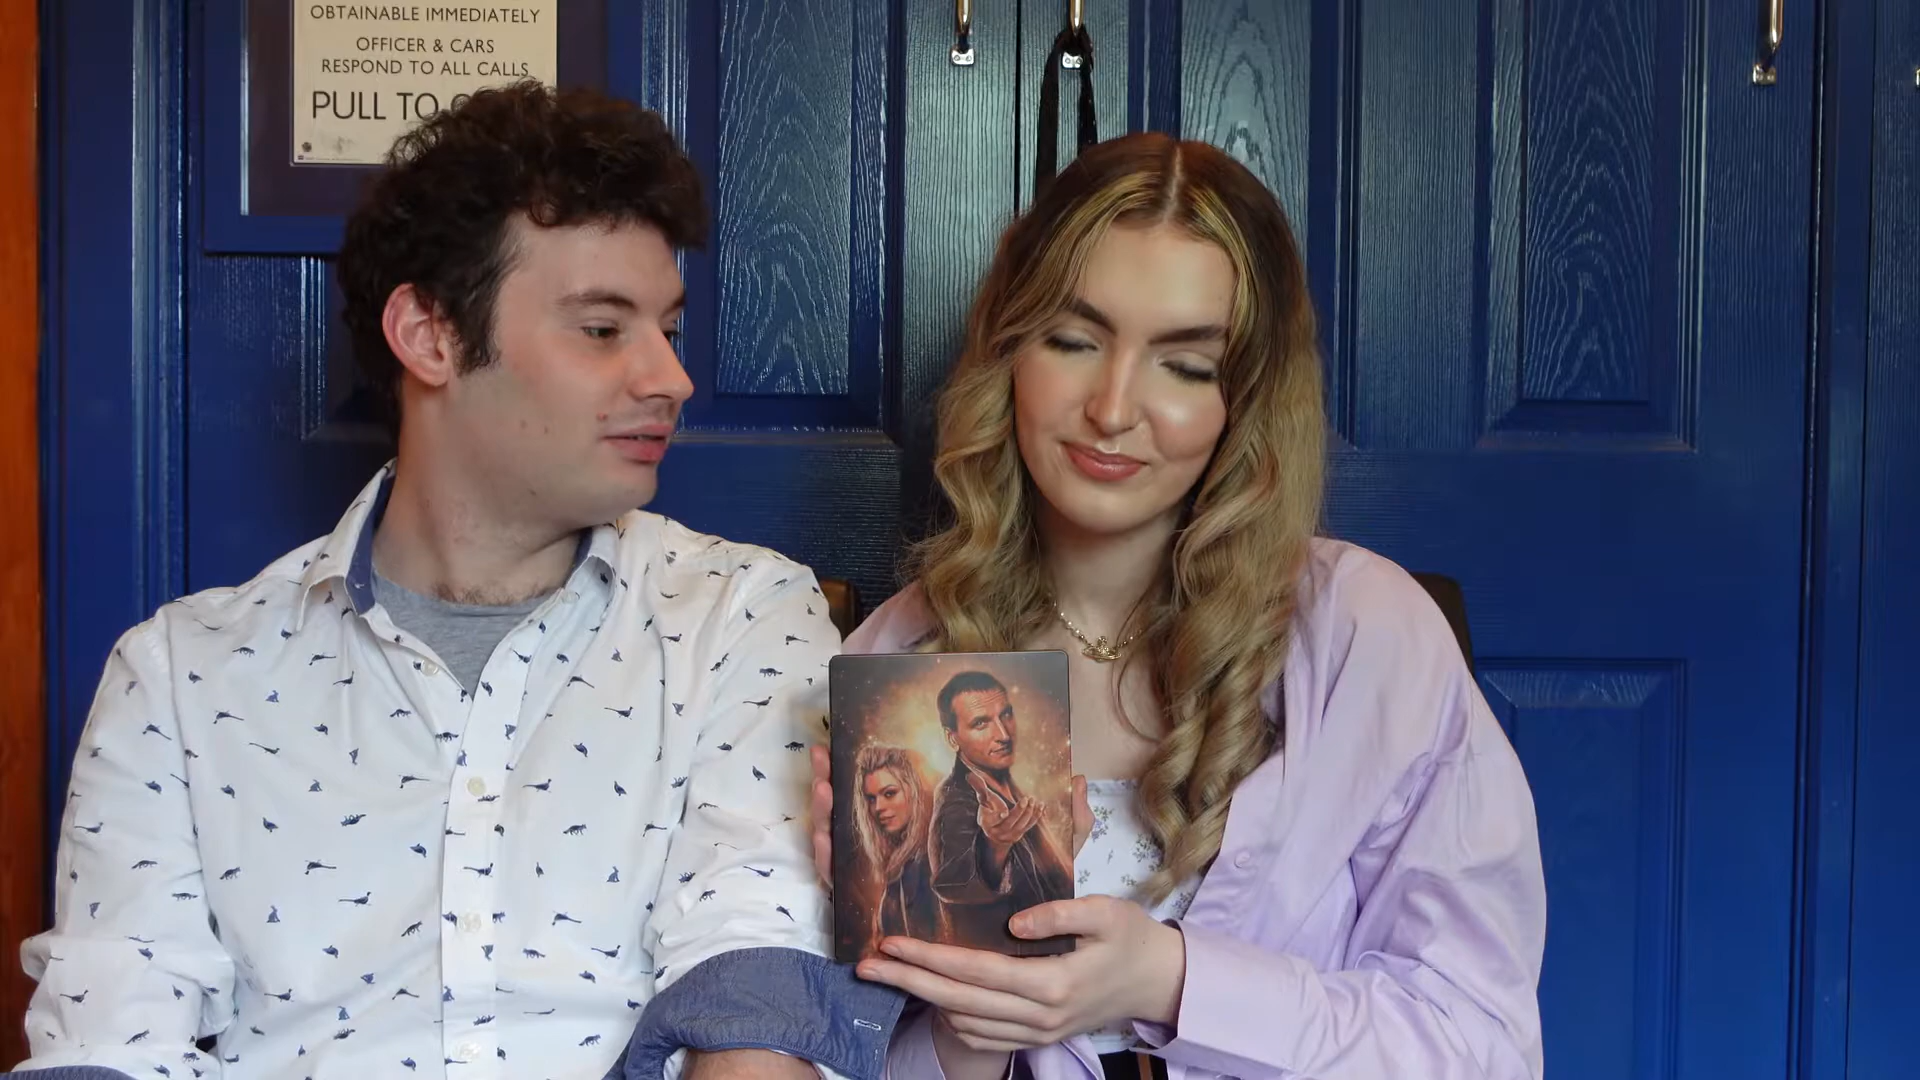 OBTAINABLE IMMEDIATELY
OFFICER & CARS
RESPOND TO ALL CALLS
PULL TO